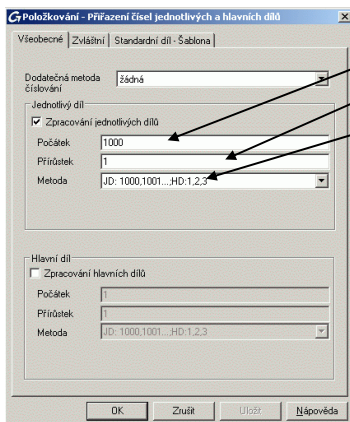 Položkování - Přiřazení čísel jednotlivých a hlavních dílů
Všeobecné Zvláštní Standardní díl - Šablona
Dodatečná metoda číslování žádná
Jednotlivý díl
Zpracování jednotlivých dílů
Počátek 1000
Přírůstek 1
Metoda JD: 1000,1001...;HD:1,2,3
Hlavní díl
Zpracování hlavních dílů
Počátek 1
Přírůstek 1
Metoda JD: 1000,1001...;HD:1,2,3
OK Zrušit Uložit Nápověda